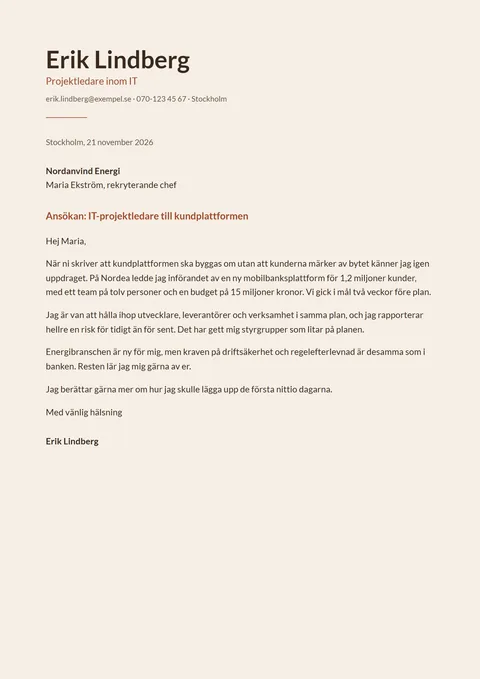 Erik Lindberg
Projektledare inom IT
erik.lindberg@exempel.se · 070-123 45 67 · Stockholm
Stockholm, 21 november 2026
Nordanvind Energi
Maria Ekström, rekryterande chef
Ansökan: IT-projektledare till kundplattformen
Hej Maria,
När ni skriver att kundplattformen ska byggas om utan att kunderna märker av bytet känner jag igen
uppdraget. På Nordea ledde jag införandet av en ny mobilbanksplattform för 1,2 miljoner kunder,
med ett team på tolv personer och en budget på 15 miljoner kronor. Vi gick i mål två veckor före plan.
Jag är van att hålla ihop utvecklare, leverantörer och verksamhet i samma plan, och jag rapporterar
hellre en risk för tidigt än för sent. Det har gett mig styrgrupper som litar på planen.
Energibranschen är ny för mig, men kraven på driftsäkerhet och regelefterlevnad är desamma som i
banken. Resten lär jag mig gärna av er.
Jag berättar gärna mer om hur jag skulle lägga upp de första nittio dagarna.
Med vänlig hälsning
Erik Lindberg